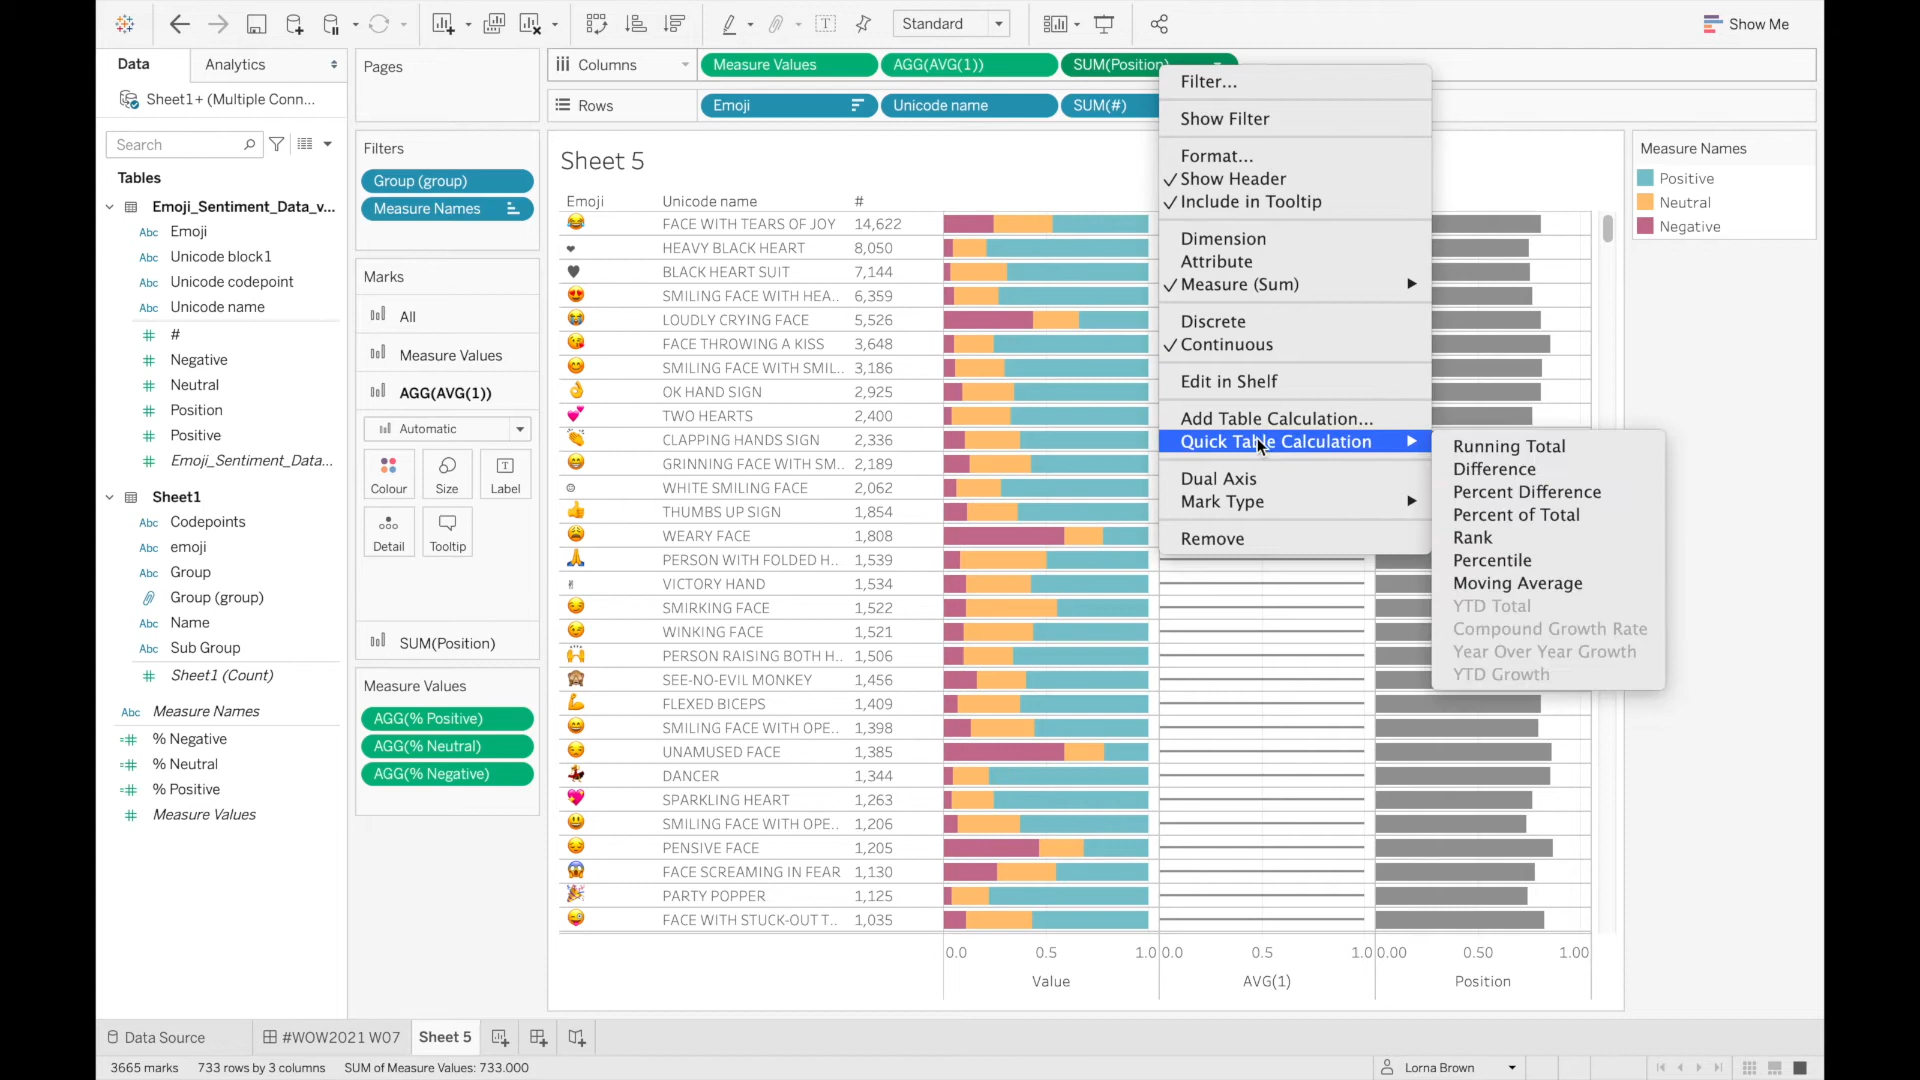 Standard
Show Me
Data
Analytics
Sheet1+ (Multiple Conn...
Search
Tables
Emoji_Sentiment_Data_v...
Abc Emoji
Abc Unicode block1
Abc Unicode codepoint
Abc Unicode name
#
Negative
Neutral
Position
Positive
Emoji_Sentiment_Data...
Sheet1
Abc Codepoints
Abc emoji
Abc Group
Group (group)
Abc Name
Abc Sub Group
Sheet1 (Count)
Abc Measure Names
% Negative
% Neutral
% Positive
Measure Values
Pages
Filters
Group (group)
Measure Names
Marks
All
Measure Values
AGG(AVG(1))
Automatic
Colour
Size
Label
Detail
Tooltip
SUM(Position)
Measure Values
AGG(% Positive)
AGG(% Neutral)
AGG(% Negative)
Columns
Measure Values
AGG(AVG(1))
SUM(Position)
Rows
Emoji
Unicode name
SUM(#)
Sheet 5
Emoji Unicode name #
FACE WITH TEARS OF JOY 14,622
HEAVY BLACK HEART 8,050
BLACK HEART SUIT 7,144
SMILING FACE WITH HEA.. 6,359
LOUDLY CRYING FACE 5,526
FACE THROWING A KISS 3,648
SMILING FACE WITH SMIL.. 3,186
OK HAND SIGN 2,925
TWO HEARTS 2,400
CLAPPING HANDS SIGN 2,336
GRINNING FACE WITH SM.. 2,189
WHITE SMILING FACE 2,062
THUMBS UP SIGN 1,854
WEARY FACE 1,808
PERSON WITH FOLDED H.. 1,539
VICTORY HAND 1,534
SMIRKING FACE 1,522
WINKING FACE 1,521
PERSON RAISING BOTH H.. 1,506
SEE-NO-EVIL MONKEY 1,456
FLEXED BICEPS 1,409
SMILING FACE WITH OPE.. 1,398
UNAMUSED FACE 1,385
DANCER 1,344
SPARKLING HEART 1,263
SMILING FACE WITH OPE.. 1,206
PENSIVE FACE 1,205
FACE SCREAMING IN FEAR 1,130
PARTY POPPER 1,125
FACE WITH STUCK-OUT T.. 1,035
0.0 0.5 1.0
Value
0.0 0.5 1.0
AVG(1)
0.00 0.50 1.00
Position
Filter...
Show Filter
Format...
Show Header
Include in Tooltip
Dimension
Attribute
Measure (Sum)
Discrete
Continuous
Edit in Shelf
Add Table Calculation...
Quick Table Calculation
Dual Axis
Mark Type
Remove
Running Total
Difference
Percent Difference
Percent of Total
Rank
Percentile
Moving Average
YTD Total
Compound Growth Rate
Year Over Year Growth
YTD Growth
Measure Names
Positive
Neutral
Negative
Data Source
#WOW2021 W07
Sheet 5
3665 marks 733 rows by 3 columns SUM of Measure Values: 733.000
Lorna Brown